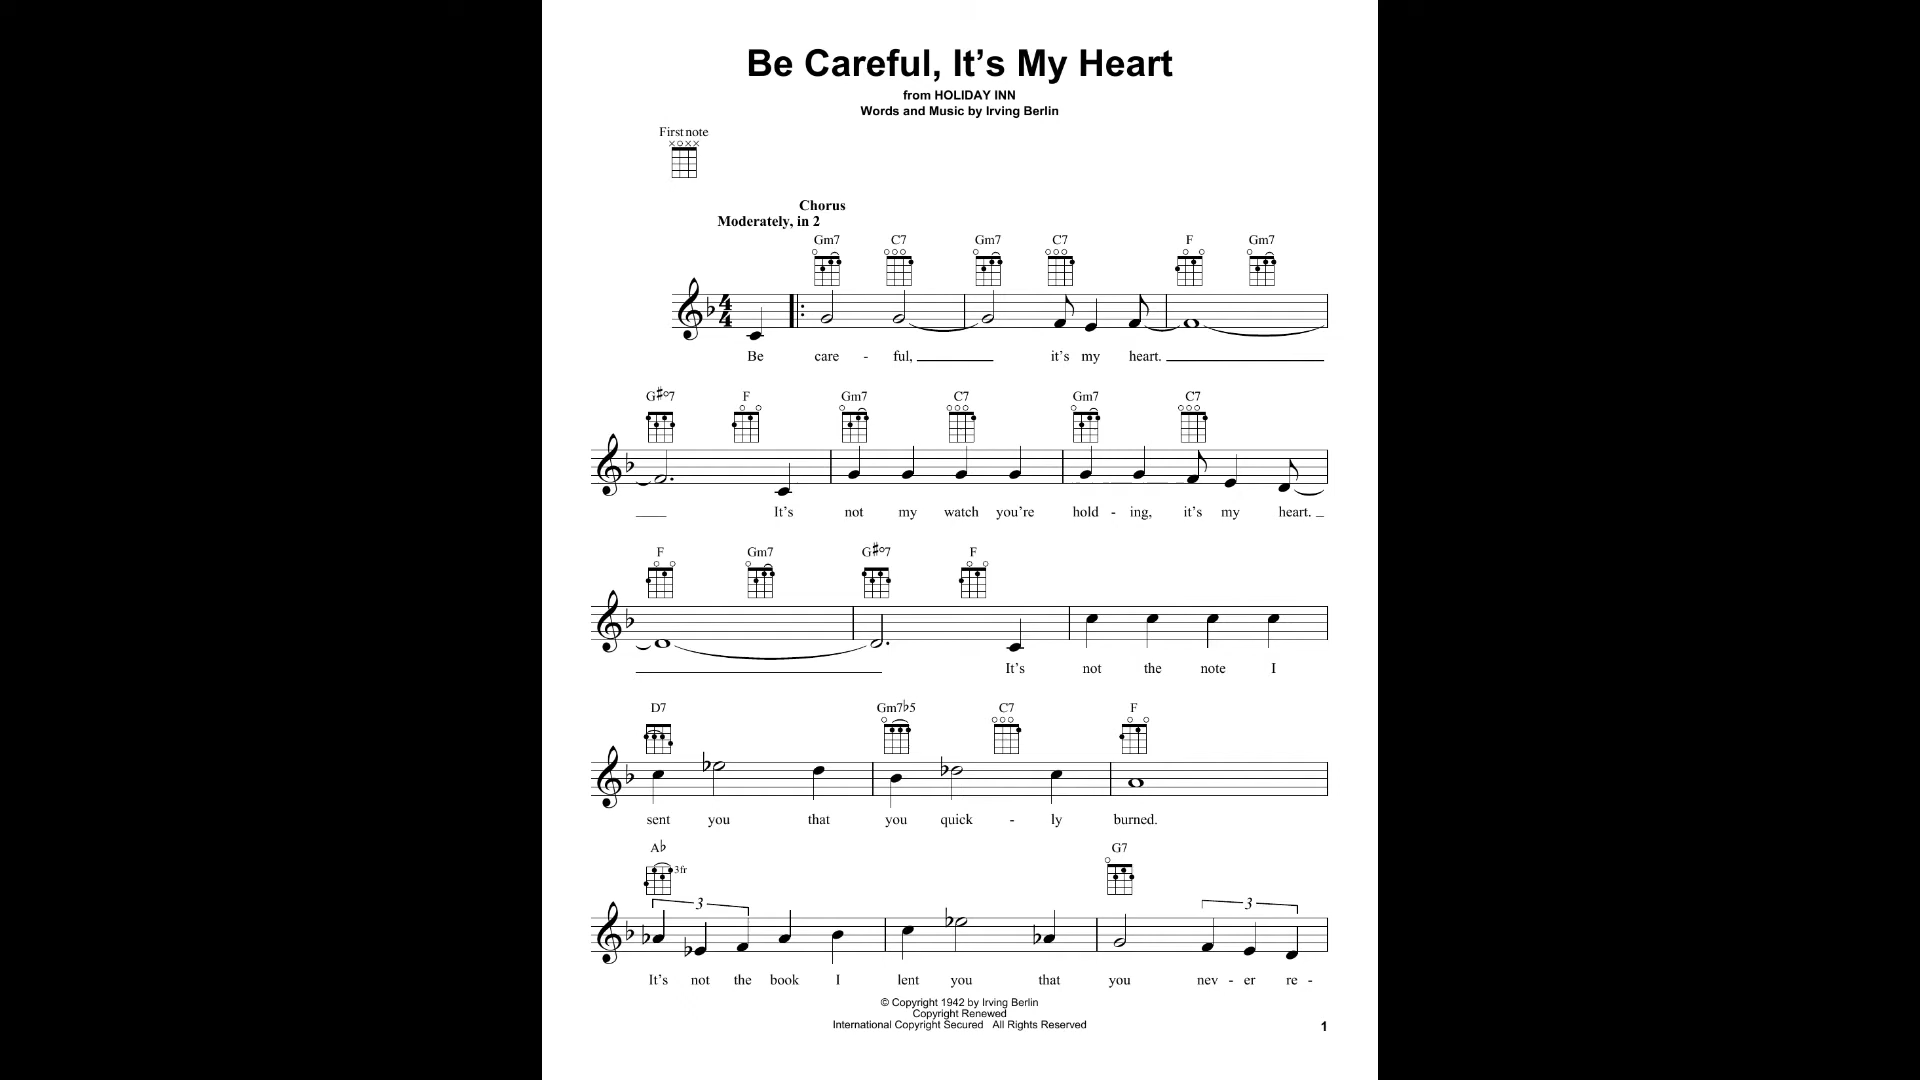 Be Careful, It’s My Heart
from HOLIDAY INN
Words and Music by Irving Berlin
First note
Chorus
Moderately, in 2
Gm7 C7 Gm7 C7 F Gm7
Be care - ful, it’s my heart.
G#°7 F Gm7 C7 Gm7 C7
It’s not my watch you’re hold - ing, it’s my heart.
F Gm7 G#°7 F
It’s not the note I
D7 Gm7♭5 C7 F
sent you that you quick - ly burned.
A♭ G7
3fr
3 3
It’s not the book I lent you that you nev - er re -
© Copyright 1942 by Irving Berlin
Copyright Renewed
International Copyright Secured All Rights Reserved
1